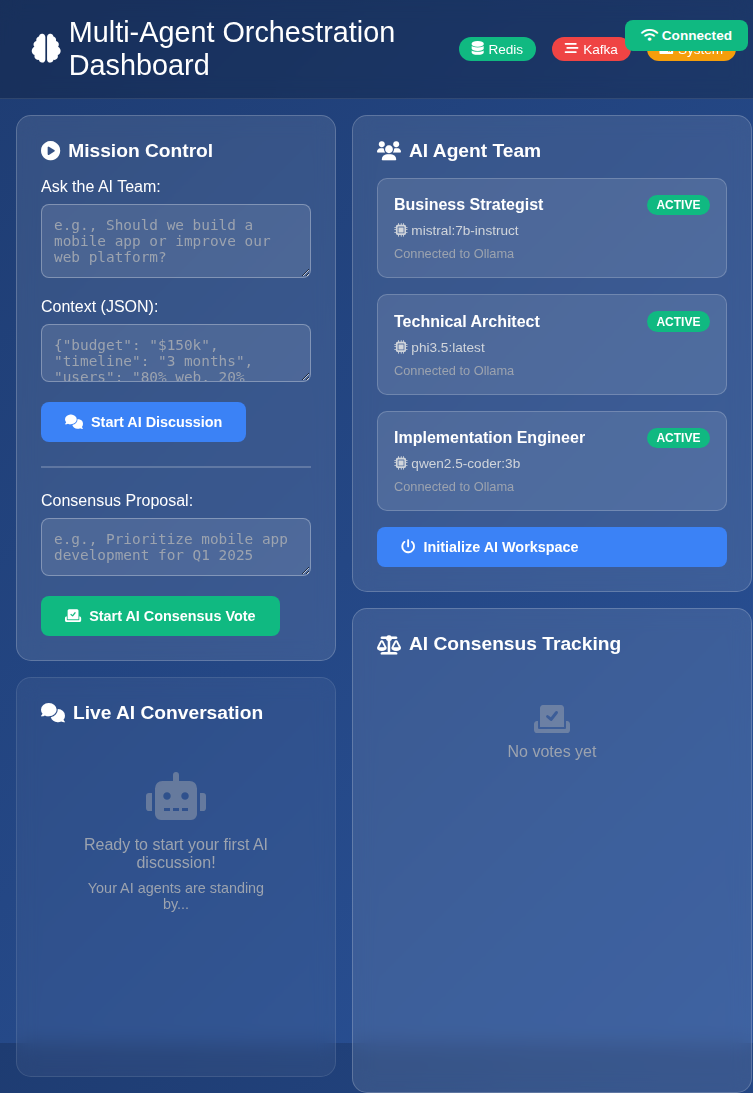 Multi-Agent Orchestration
Dashboard
Redis
Kafka
System
Connected
Mission Control
Ask the AI Team:
e.g., Should we build a
mobile app or improve our
web platform?
Context (JSON):
{"budget": "$150k",
"timeline": "3 months",
"users": "80% web, 20%
Start AI Discussion
Consensus Proposal:
e.g., Prioritize mobile app
development for Q1 2025
Start AI Consensus Vote
Live AI Conversation
Ready to start your first AI
discussion!
Your AI agents are standing
by...
AI Agent Team
Business Strategist
ACTIVE
mistral:7b-instruct
Connected to Ollama
Technical Architect
ACTIVE
phi3.5:latest
Connected to Ollama
Implementation Engineer
ACTIVE
qwen2.5-coder:3b
Connected to Ollama
Initialize AI Workspace
AI Consensus Tracking
No votes yet